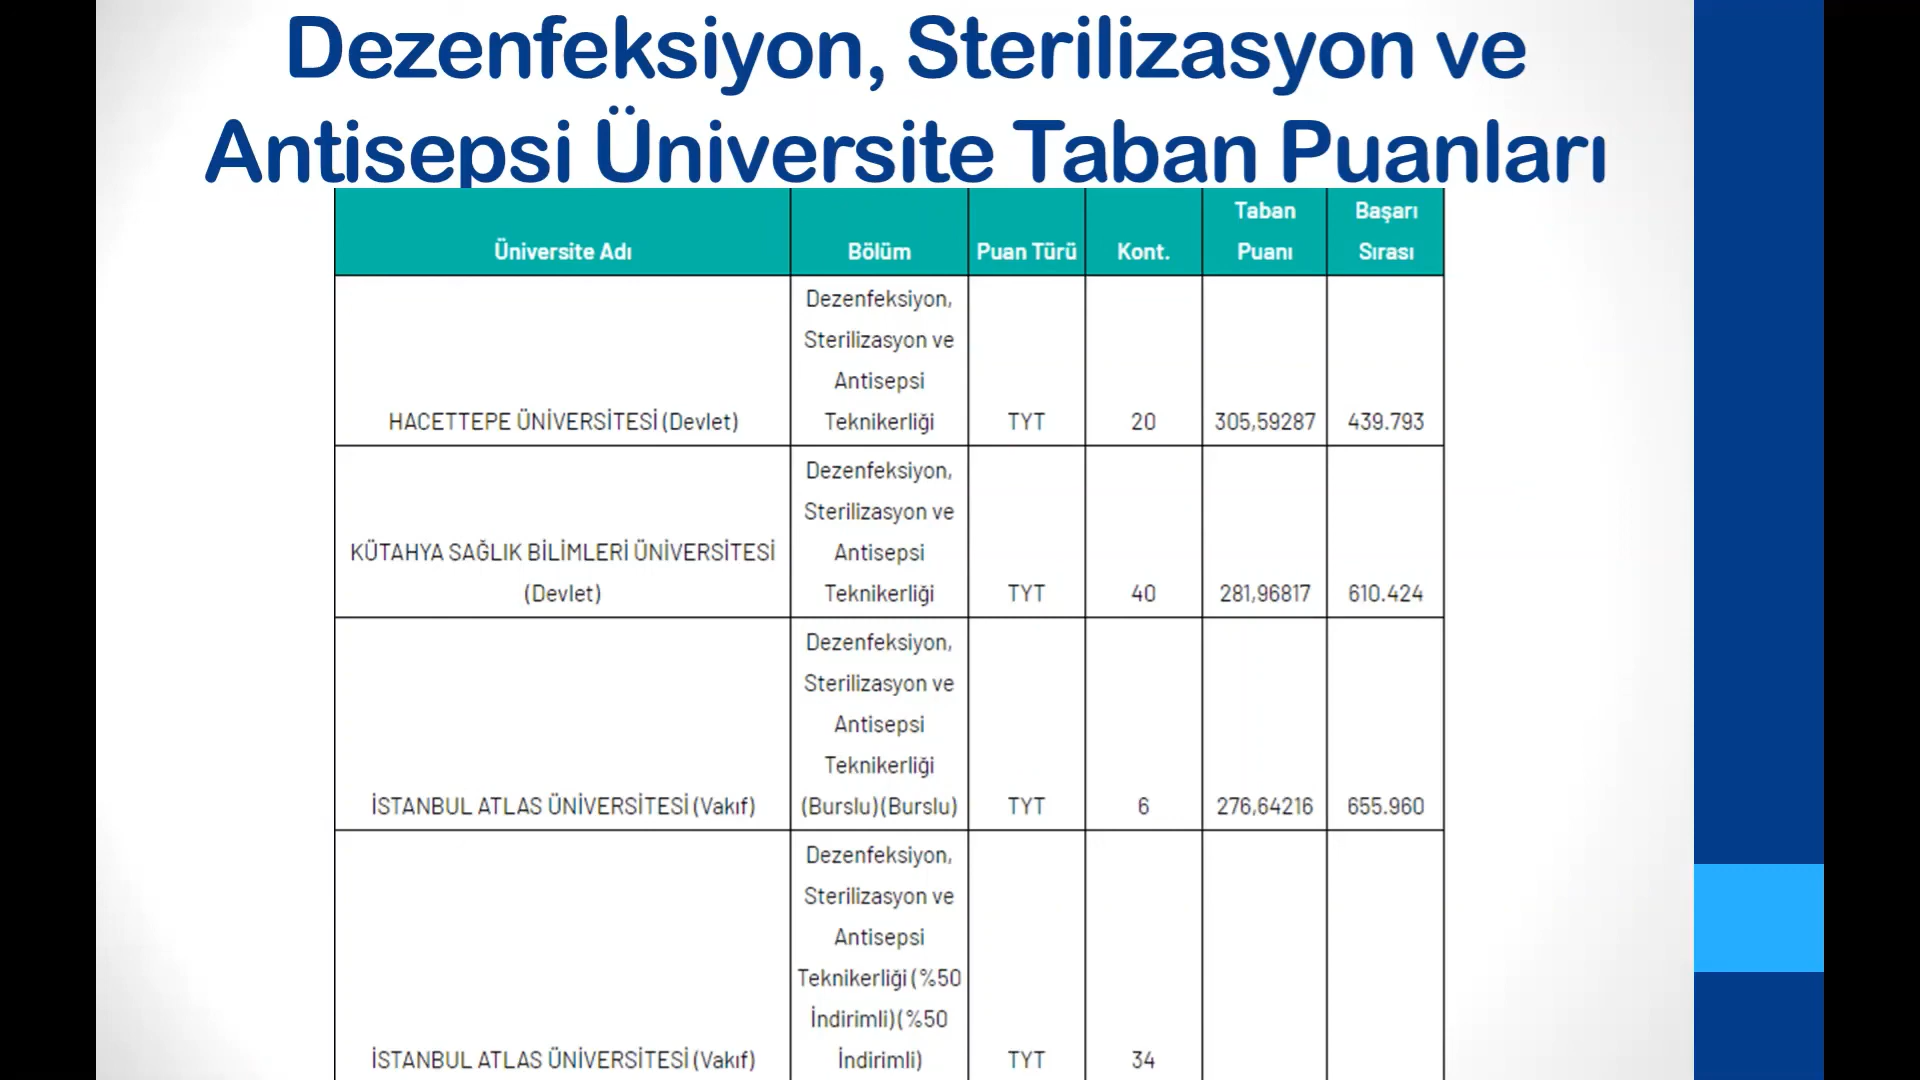 Dezenfeksiyon, Sterilizasyon ve
Antisepsi Üniversite Taban Puanları
Üniversite Adı Bölüm Puan Türü Kont. Taban Puanı Başarı Sırası
Dezenfeksiyon,
Sterilizasyon ve
Antisepsi
HACETTEPE ÜNİVERSİTESİ (Devlet) Teknikerliği TYT 20 305,59287 439.793
Dezenfeksiyon,
Sterilizasyon ve
KÜTAHYA SAĞLIK BİLİMLERİ ÜNİVERSİTESİ Antisepsi
(Devlet) Teknikerliği TYT 40 281,96817 610.424
Dezenfeksiyon,
Sterilizasyon ve
Antisepsi
Teknikerliği
İSTANBUL ATLAS ÜNİVERSİTESİ (Vakıf) (Burslu)(Burslu) TYT 6 276,64216 655.960
Dezenfeksiyon,
Sterilizasyon ve
Antisepsi
Teknikerliği (%50
İndirimli)(%50
İSTANBUL ATLAS ÜNİVERSİTESİ (Vakıf) İndirimli) TYT 34